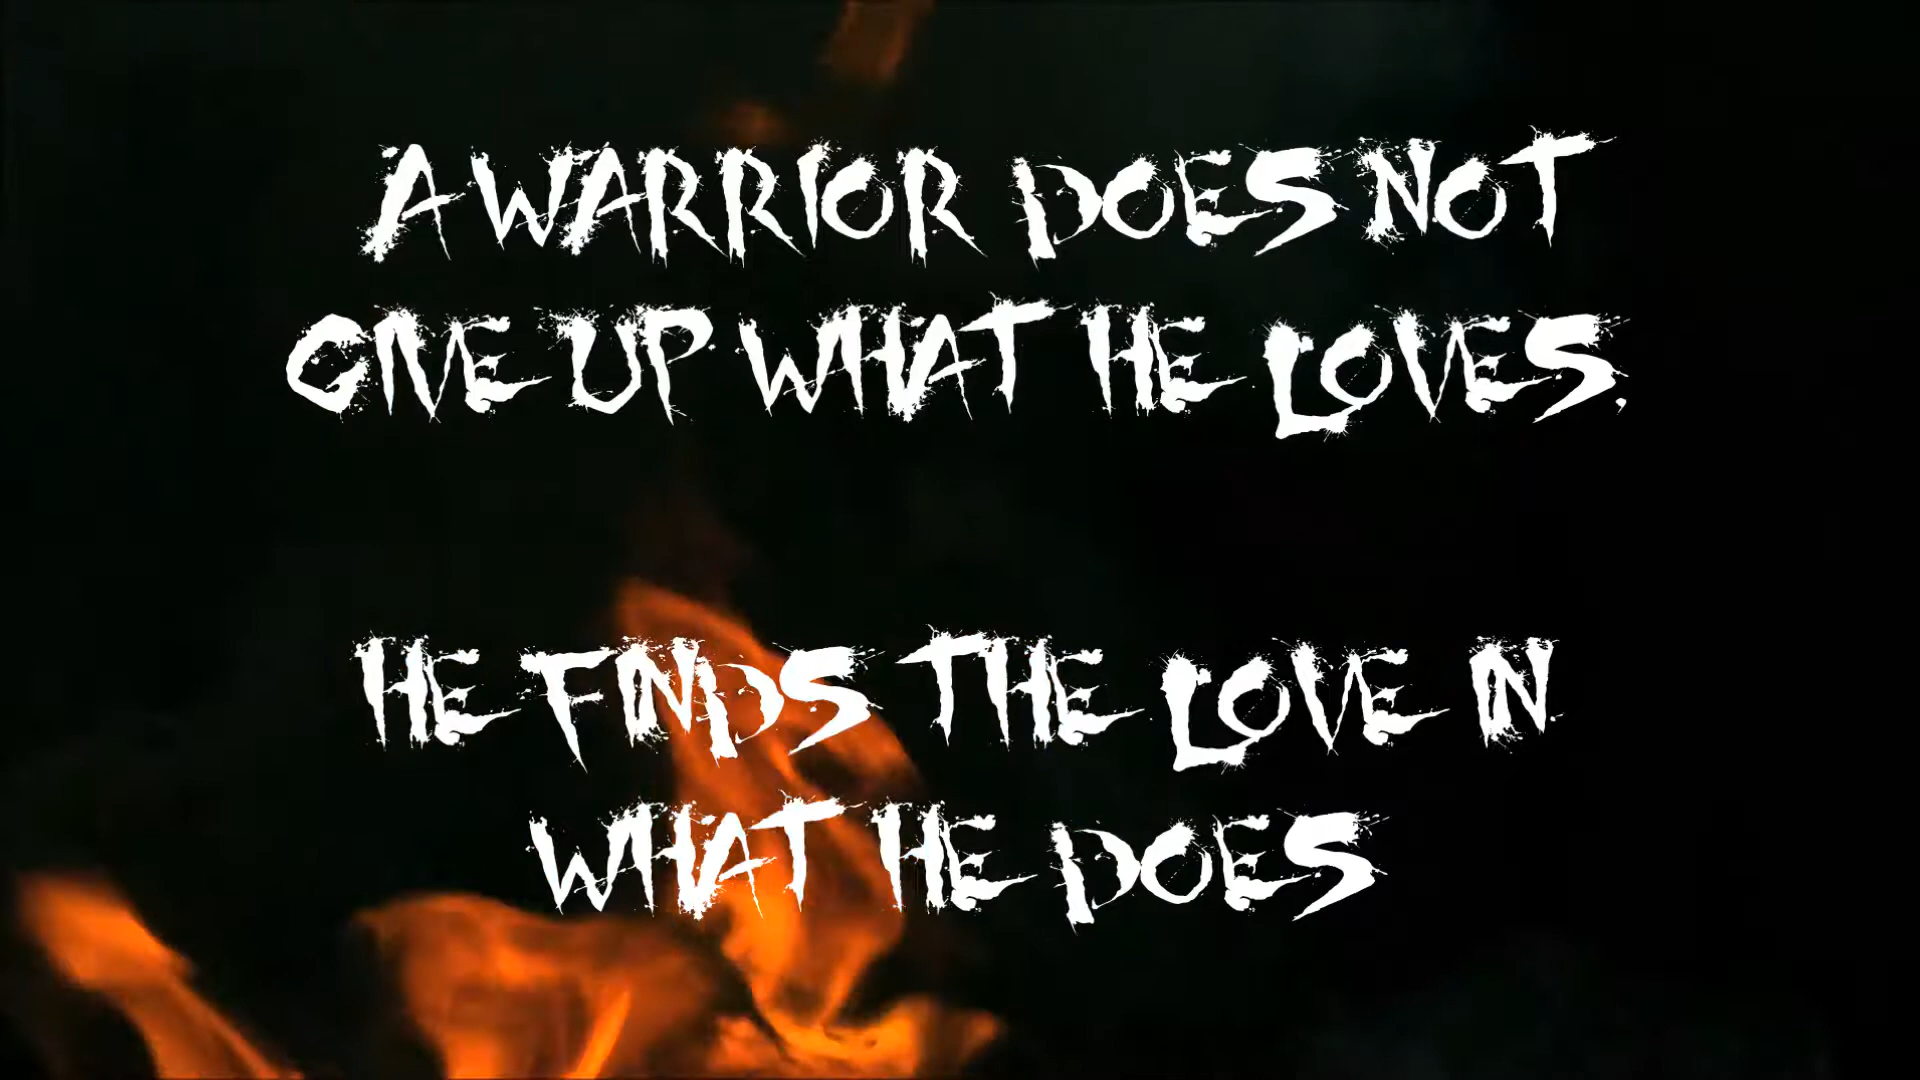 A WARRIOR DOES NOT
GIVE UP WHAT HE LOVES,
HE FINDS THE LOVE IN
WHAT HE DOES